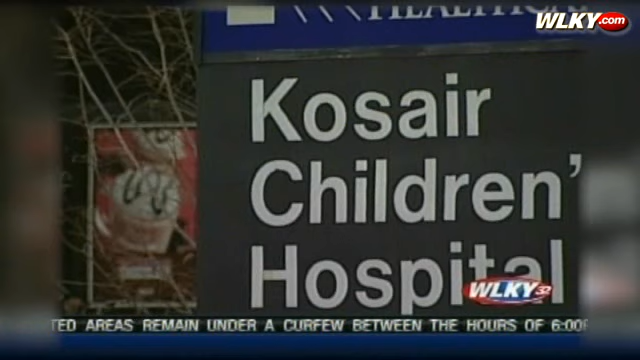 WLKY.com
Kosair
Children'
Hospital
WLKY 32
TED AREAS REMAIN UNDER A CURFEW BETWEEN THE HOURS OF 6:00